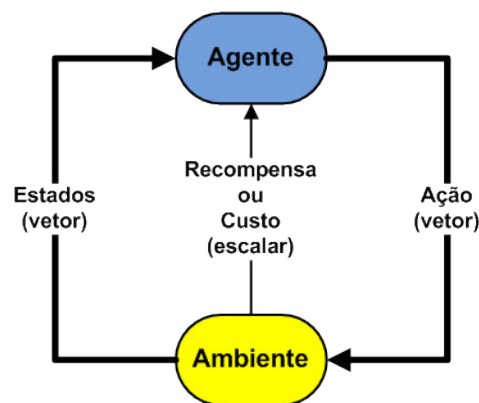 Agente
Estados
(vetor)
Recompensa
ou
Custo
(escalar)
Ação
(vetor)
Ambiente